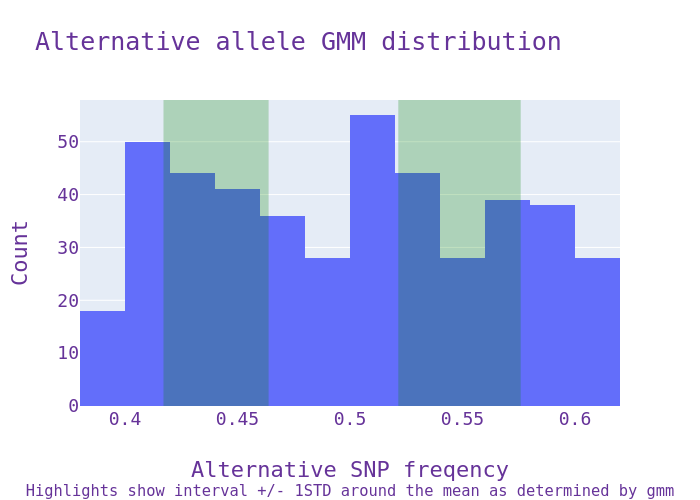 Alternative allele GMM distribution
50
40
30
20
10
0
Count
0.4
0.45
0.5
0.55
0.6
Alternative SNP freqency
Highlights show interval +/- 1STD around the mean as determined by gmm